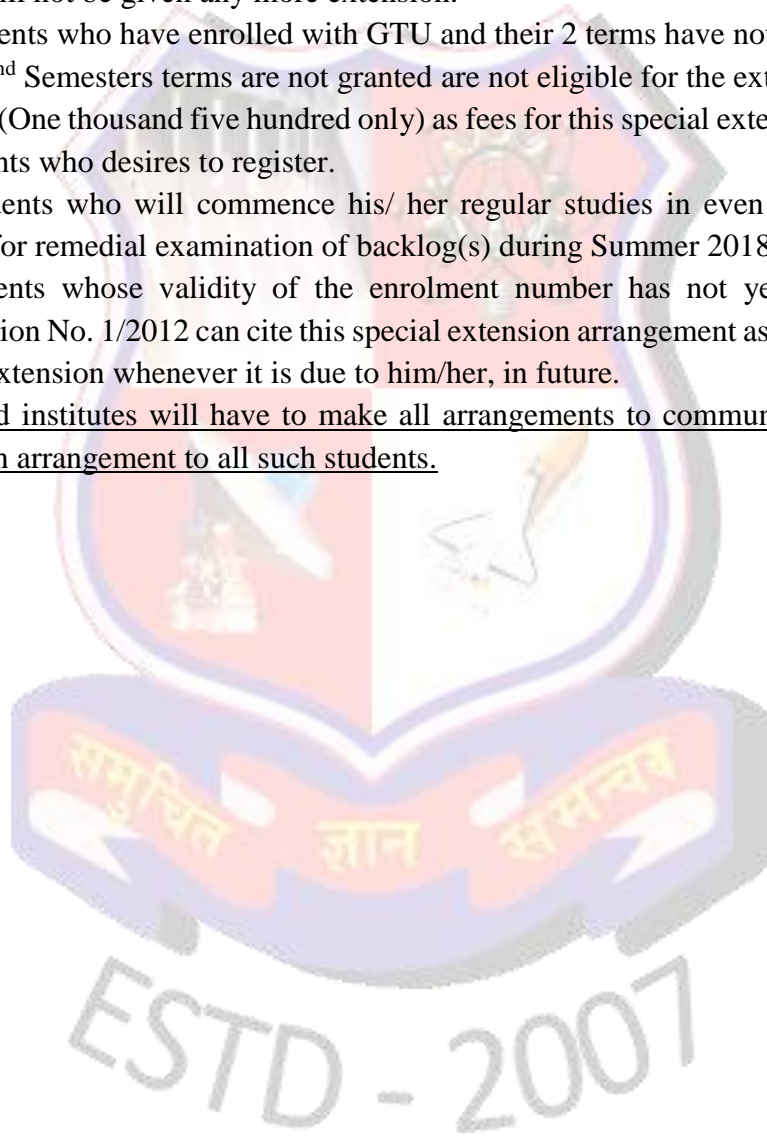 not be given any more extension.
ents who have enrolled with GTU and their 2 terms have no
nd Semesters terms are not granted are not eligible for the ext
(One thousand five hundred only) as fees for this special exte
nts who desires to register.
lents who will commence his/ her regular studies in even
for remedial examination of backlog(s) during Summer 2018
ents whose validity of the enrolment number has not ye
ion No. 1/2012 can cite this special extension arrangement as
xtension whenever it is due to him/her, in future.
d institutes will have to make all arrangements to commun
n arrangement to all such students.
समुचित ज्ञान समन्वय
ESTD - 2007